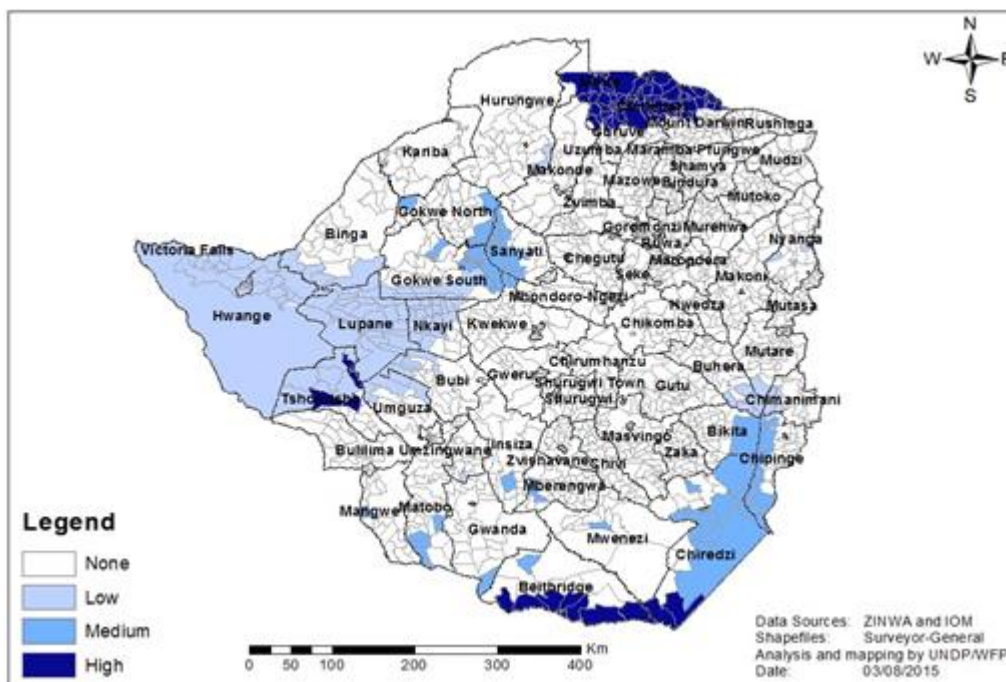 N
W E
S
Hurungwe
Mount Darwin Rushinga
Guruve
Kariba
Uzumba Maramba Pfungwe
Makonde
Shamva
Mudzi
Mazowe Bindura
Mutoko
Zvimba
Gokwe North
Goromonzi Murehwa
Binga
Ruwa
Nyanga
Victoria Falls
Sanyati
Chegutu
Marondera
Seke
Makoni
Gokwe South
Mhondoro-Ngezi
Kwedza
Mutasa
Hwange
Lupane
Nkayi
Kwekwe
Chikomba
Mutare
Chirumhanzu
Buhera
Bubi
Gweru
Shurugwi Town
Gutu
Chimanimani
Umguza
Shurugwi
Bikita
Masvingo
Bulilima
Umzingwane
Insiza
Zaka
Chipinge
Zvishavane
Chivi
Mberengwa
Mangwe
Matobo
Gwanda
Mwenezi
Chiredzi
Beitbridge
Legend
None
Low
Medium
High
0 25 50 100 200 300 400
Km
Data Sources: ZINWA and IOM
Shapefiles: Surveyor-General
Analysis and mapping by UNDP/WFP
Date: 03/08/2015